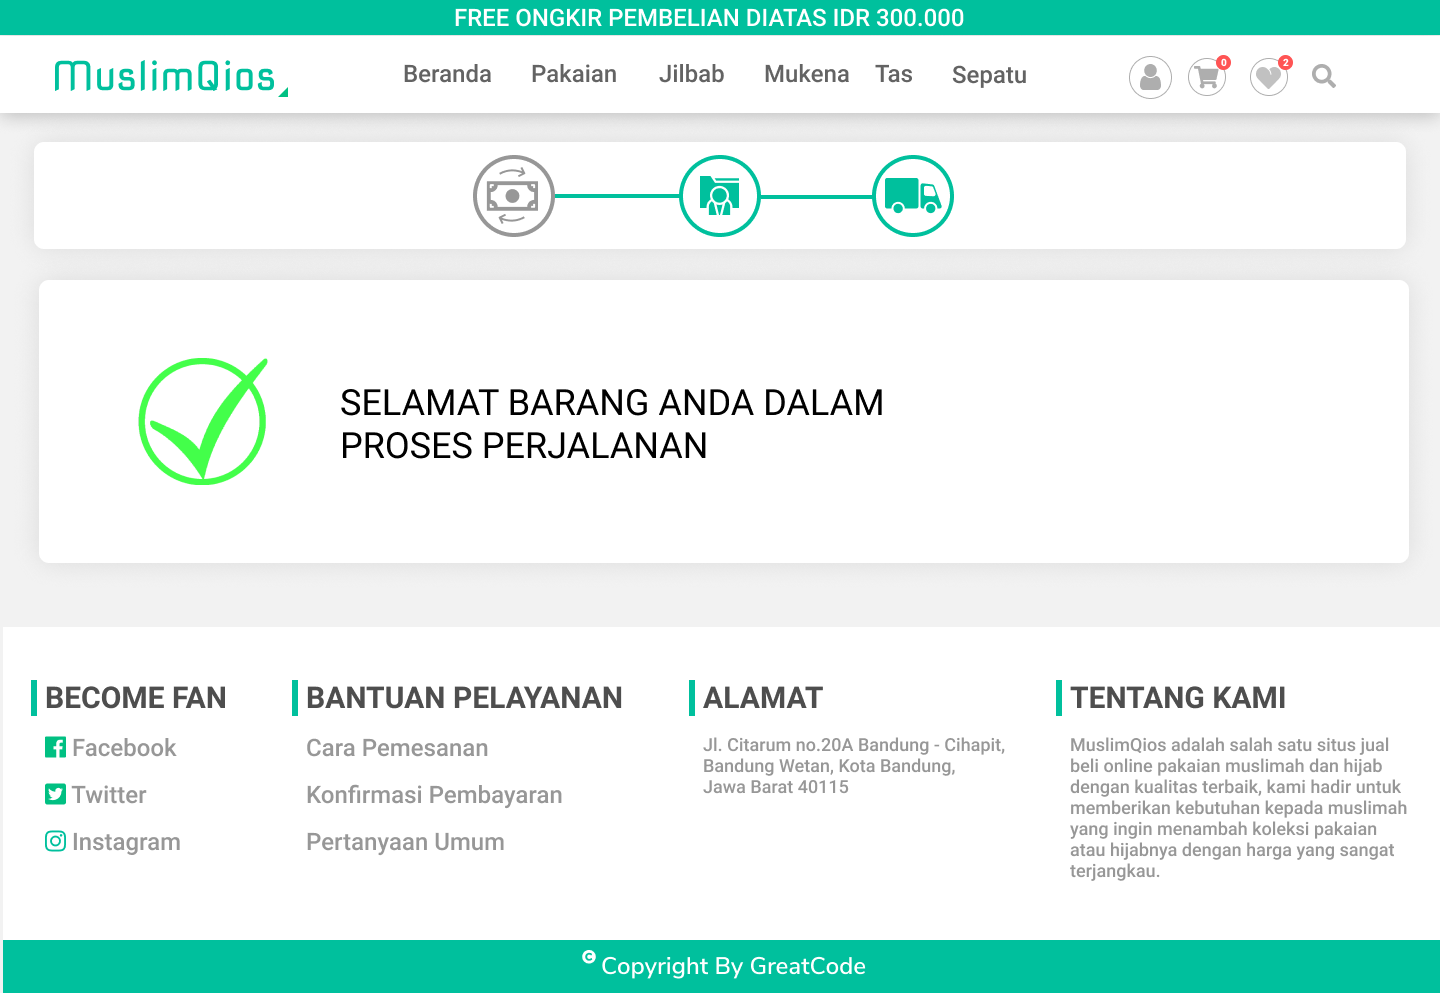 FREE ONGKIR PEMBELIAN DIATAS IDR 300.000
MuslimQios
Beranda Pakaian Jilbab Mukena Tas Sepatu
0
2
SELAMAT BARANG ANDA DALAM
PROSES PERJALANAN
BECOME FAN
Facebook
Twitter
Instagram
BANTUAN PELAYANAN
Cara Pemesanan
Konfirmasi Pembayaran
Pertanyaan Umum
ALAMAT
Jl. Citarum no.20A Bandung - Cihapit,
Bandung Wetan, Kota Bandung,
Jawa Barat 40115
TENTANG KAMI
MuslimQios adalah salah satu situs jual
beli online pakaian muslimah dan hijab
dengan kualitas terbaik, kami hadir untuk
memberikan kebutuhan kepada muslimah
yang ingin menambah koleksi pakaian
atau hijabnya dengan harga yang sangat
terjangkau.
© Copyright By GreatCode